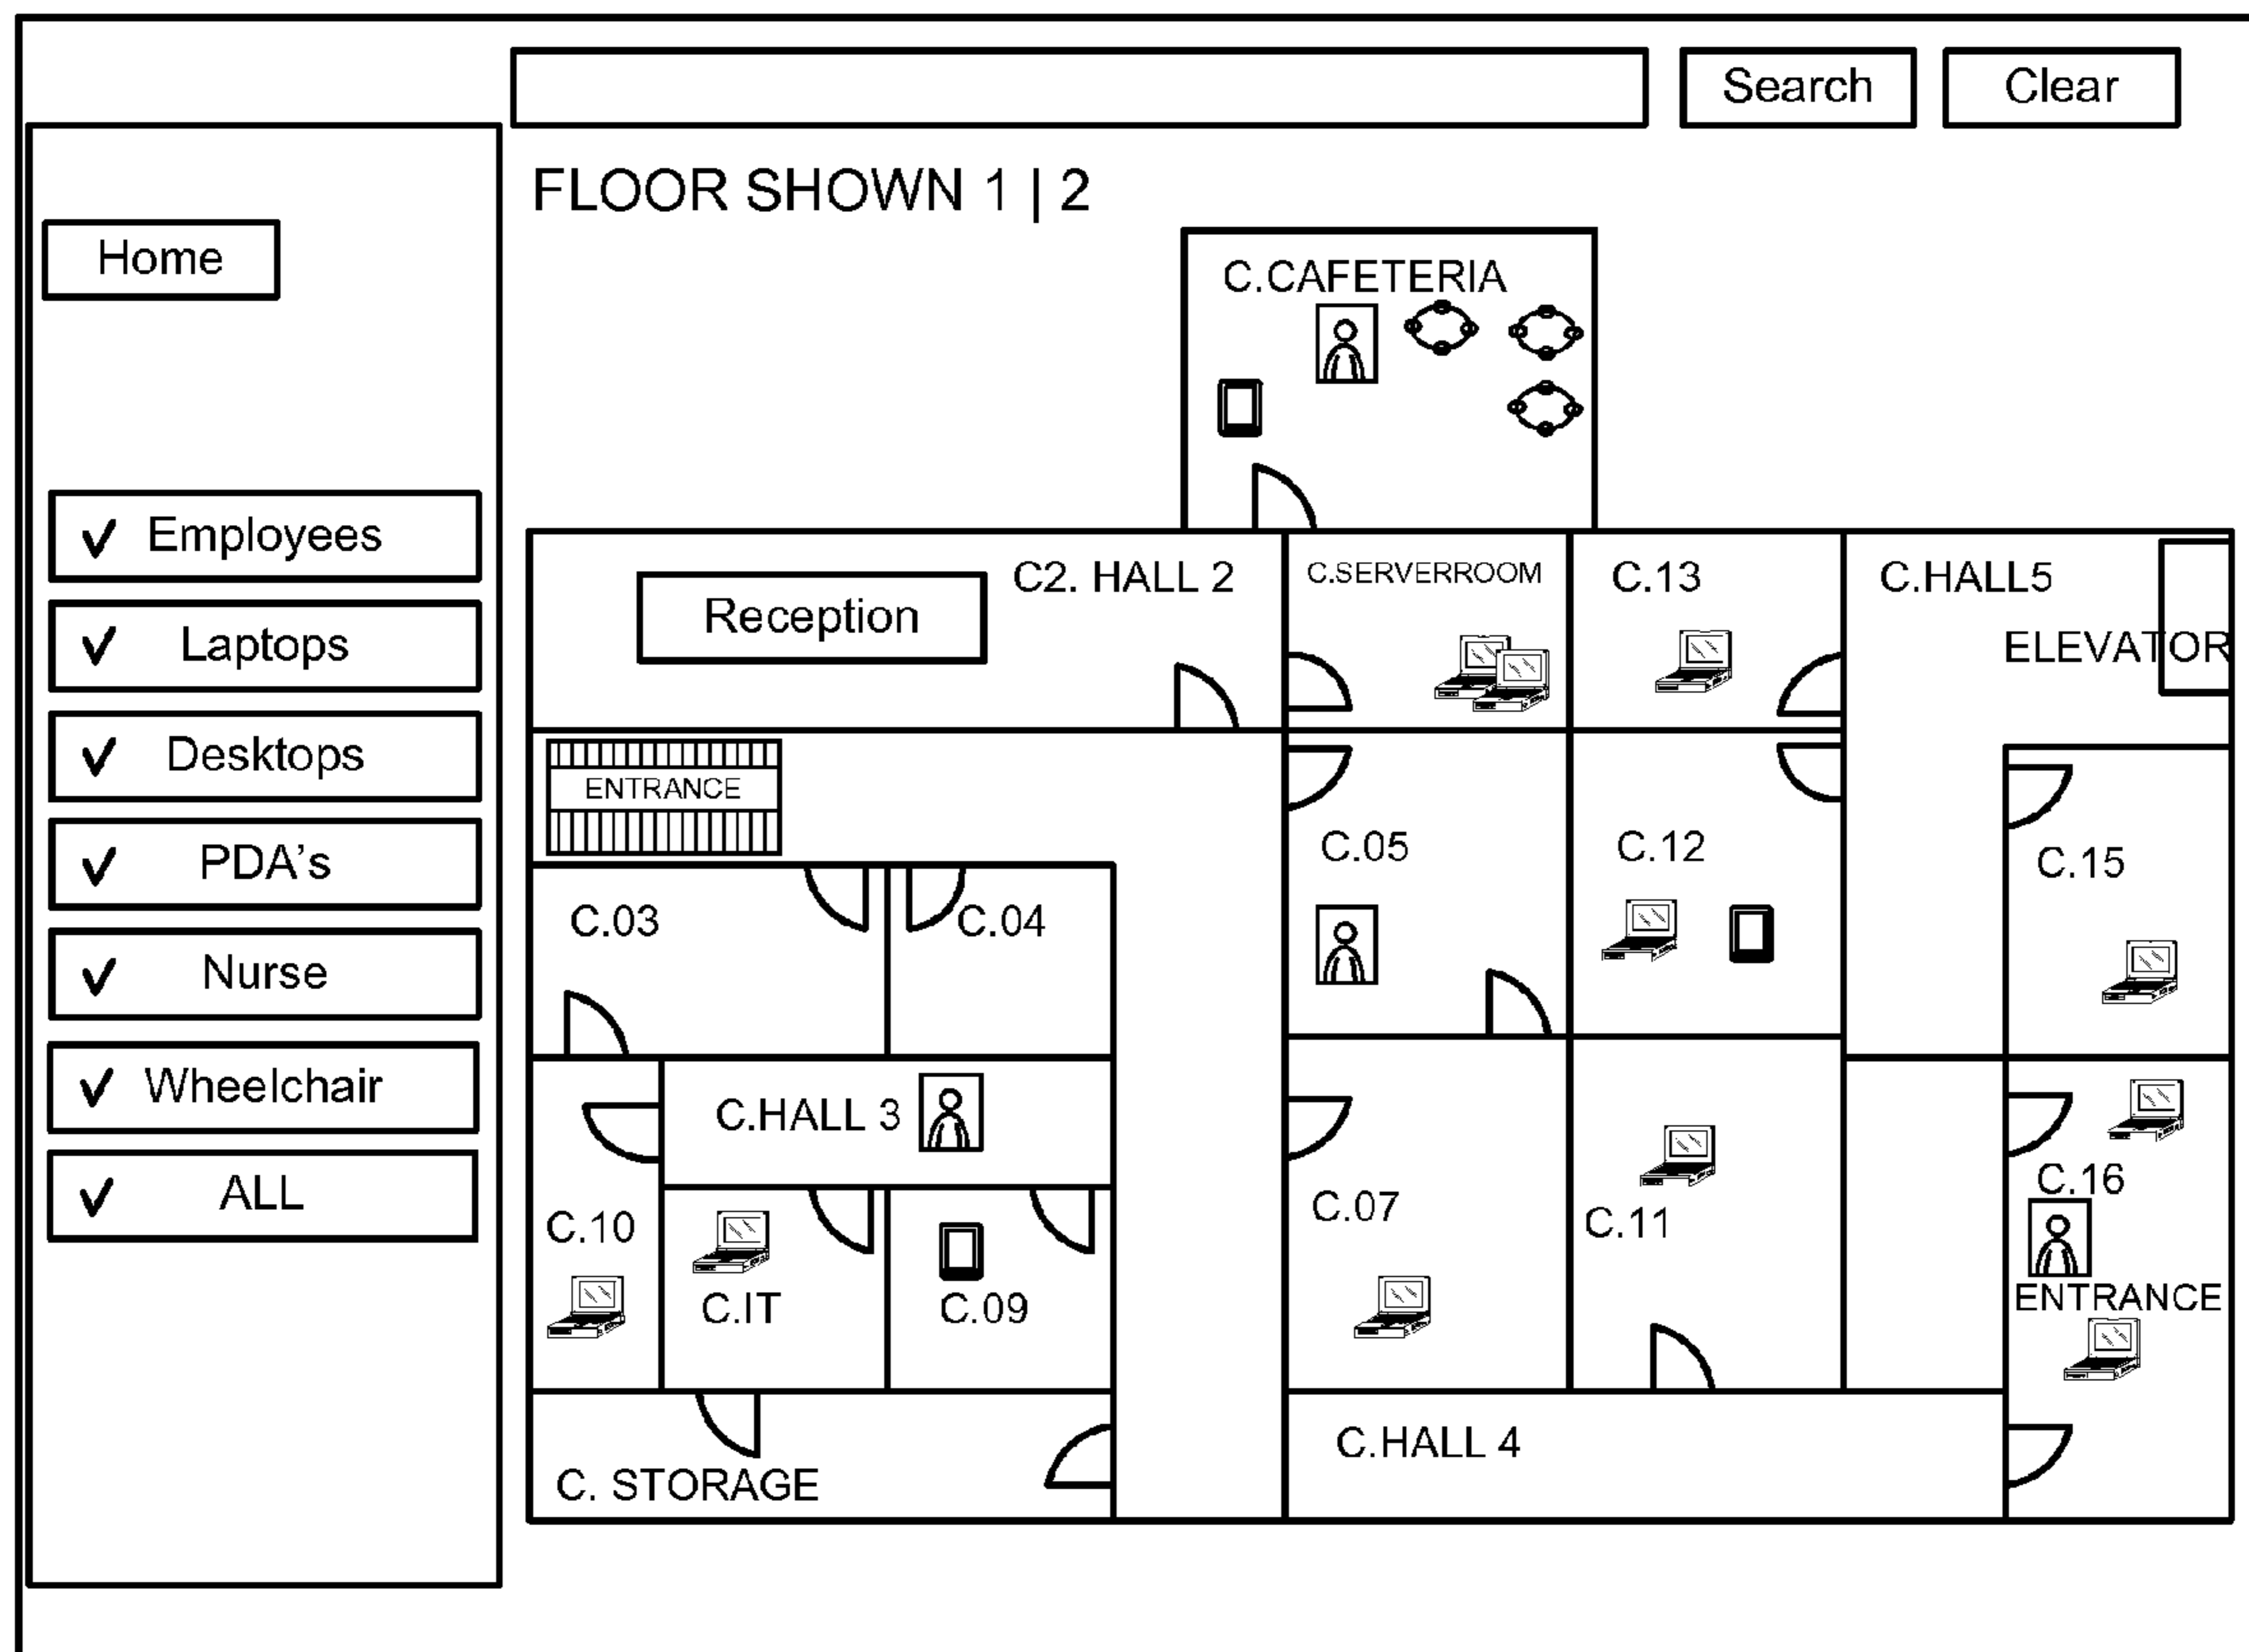 Search
Clear
FLOOR SHOWN 1 | 2
Home
✓ Employees
✓ Laptops
✓ Desktops
✓ PDA's
✓ Nurse
✓ Wheelchair
✓ ALL
C.CAFETERIA
Reception
C2. HALL 2
C.SERVERROOM
C.13
C.HALL5
ELEVATOR
ENTRANCE
C.05
C.12
C.15
C.03
C.04
C.HALL 3
C.16
C.10
C.07
C.11
C.IT
C.09
ENTRANCE
C.HALL 4
C. STORAGE